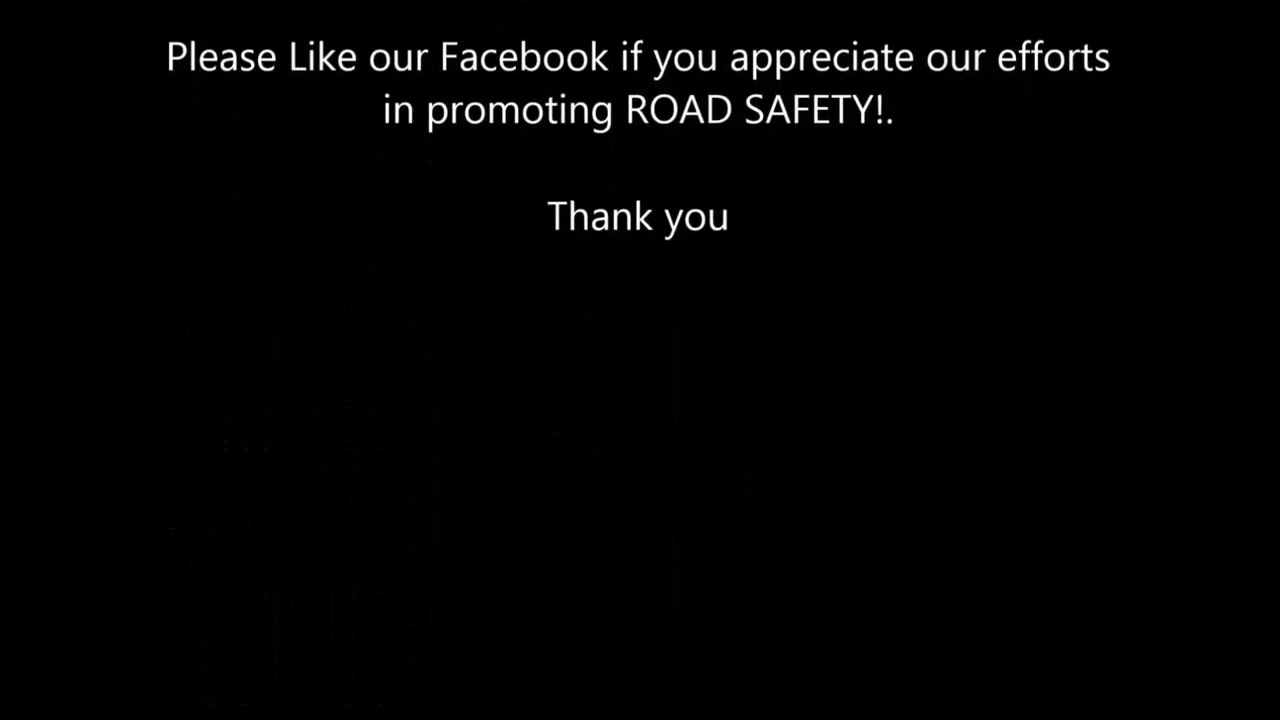 Please Like our Facebook if you appreciate our efforts
in promoting ROAD SAFETY!.
Thank you